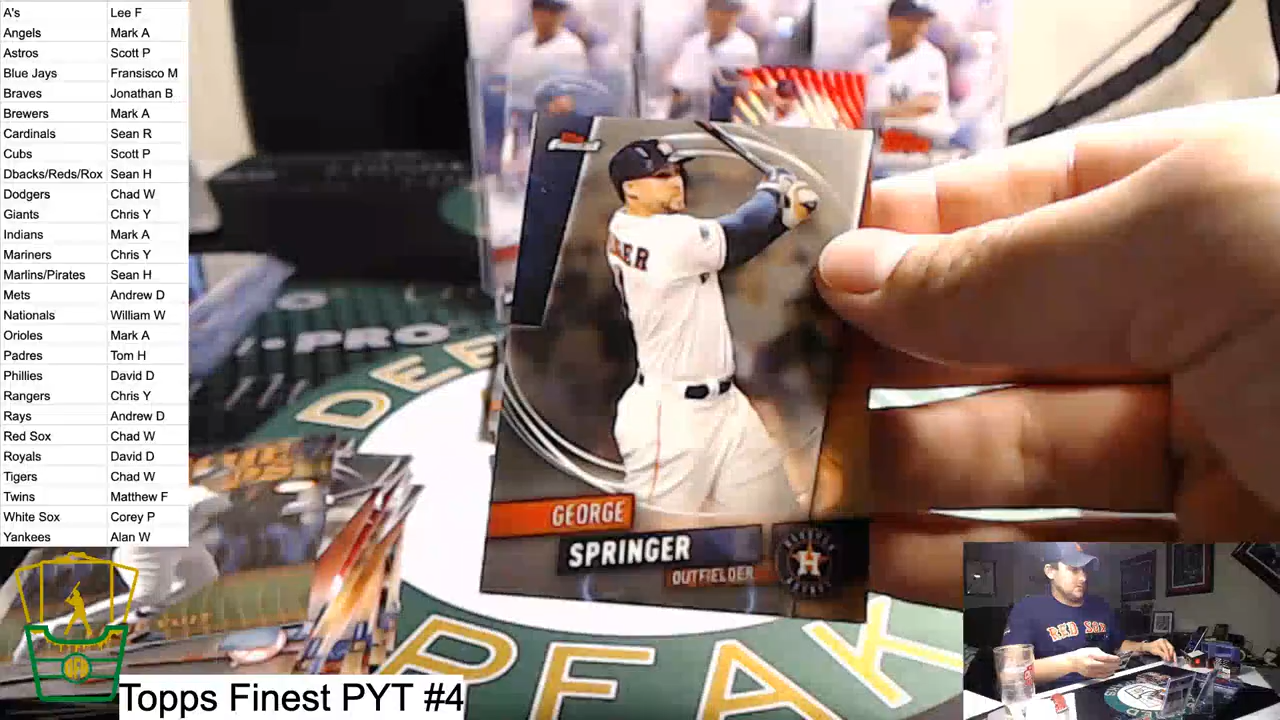 A's Lee F
Angels Mark A
Astros Scott P
Blue Jays Fransisco M
Braves Jonathan B
Brewers Mark A
Cardinals Sean R
Cubs Scott P
Dbacks/Reds/Rox Sean H
Dodgers Chad W
Giants Chris Y
Indians Mark A
Mariners Chris Y
Marlins/Pirates Sean H
Mets Andrew D
Nationals William W
Orioles Mark A
Padres Tom H
Phillies David D
Rangers Chris Y
Rays Andrew D
Red Sox Chad W
Royals David D
Tigers Chad W
Twins Matthew F
White Sox Corey P
Yankees Alan W
PRO
DEE
GEORGE
SPRINGER
OUTFIELDER
H
PEAK
RED SOX
Topps Finest PYT #4